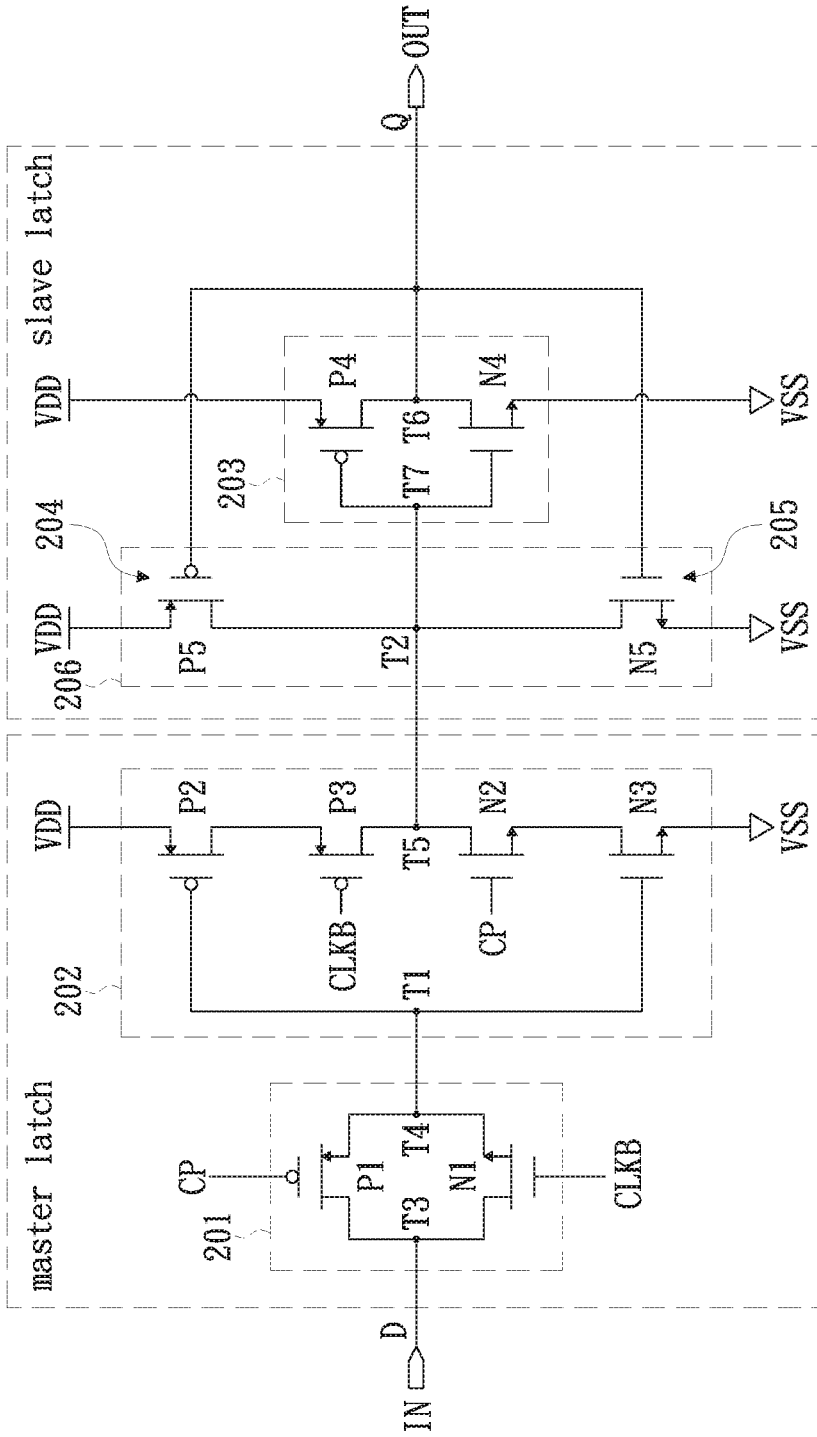 master latch
slave latch
IN
D
201
CP
T3
P1
N1
T4
CLKB
202
T1
VDD
P2
CLKB
P3
T5
CP
N2
N3
VSS
206
VDD
204
P5
T2
N5
205
VSS
203
VDD
P4
T7
T6
N4
VSS
Q
OUT